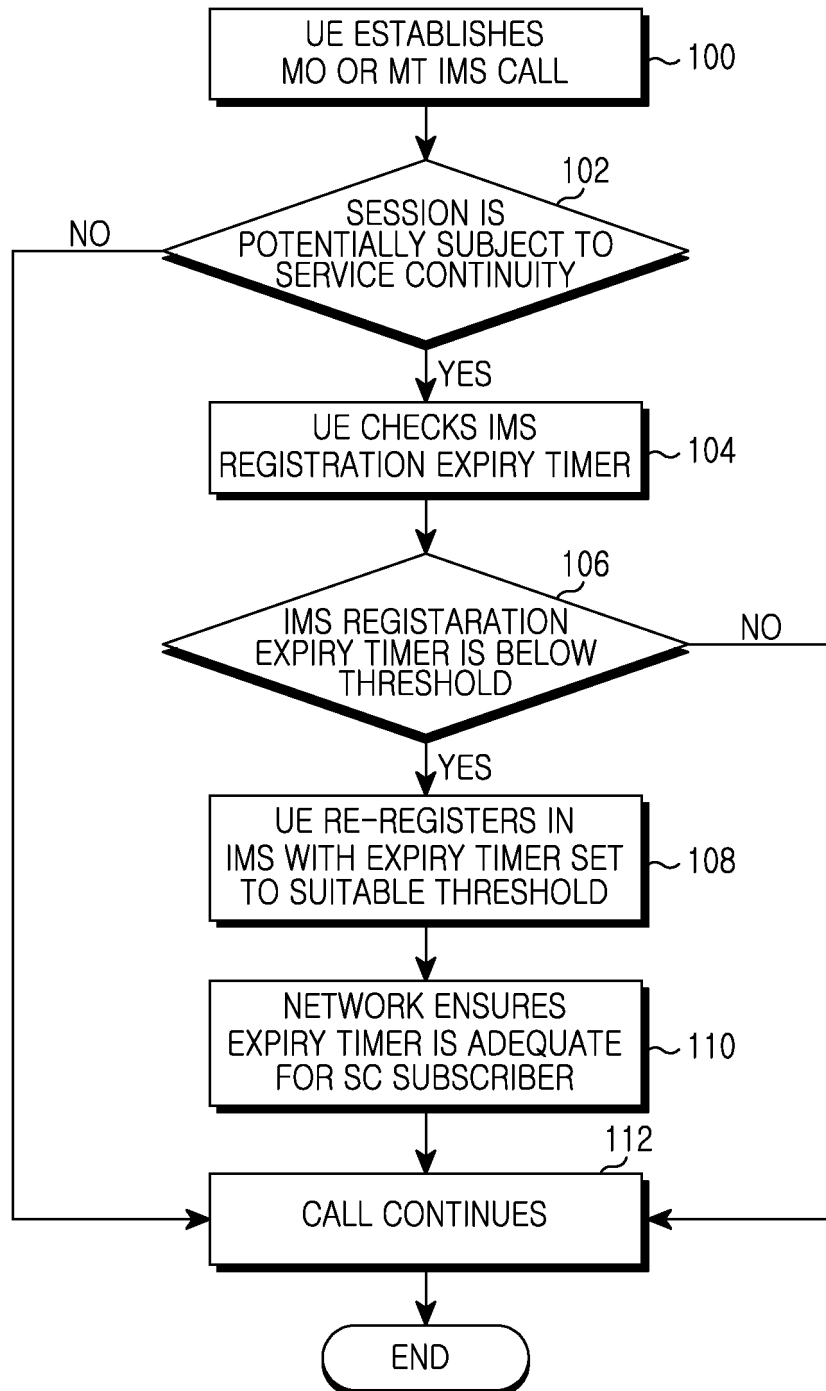 UE ESTABLISHES
MO OR MT IMS CALL
100
102
SESSION IS
POTENTIALLY SUBJECT TO
SERVICE CONTINUITY
NO
YES
UE CHECKS IMS
REGISTRATION EXPIRY TIMER
104
106
IMS REGISTARATION
EXPIRY TIMER IS BELOW
THRESHOLD
NO
YES
UE RE-REGISTERS IN
IMS WITH EXPIRY TIMER SET
TO SUITABLE THRESHOLD
108
NETWORK ENSURES
EXPIRY TIMER IS ADEQUATE
FOR SC SUBSCRIBER
110
112
CALL CONTINUES
END